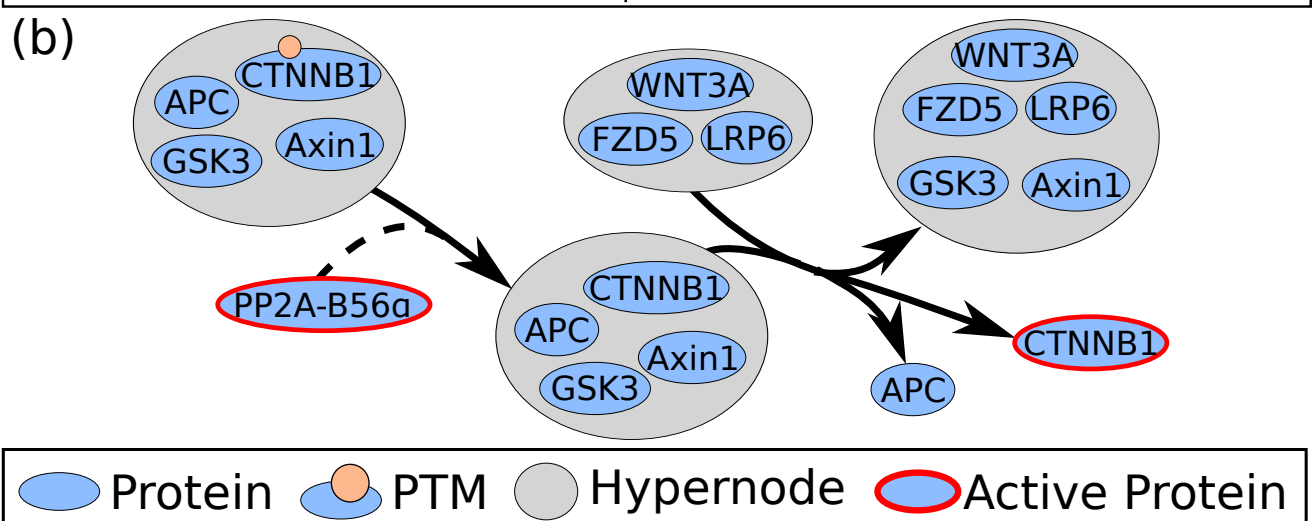 (b)
CTNNB1
APC
GSK3
Axin1
WNT3A
FZD5
LRP6
WNT3A
FZD5
LRP6
GSK3
Axin1
PP2A-B56α
CTNNB1
APC
Axin1
GSK3
CTNNB1
APC
Protein
PTM
Hypernode
Active Protein